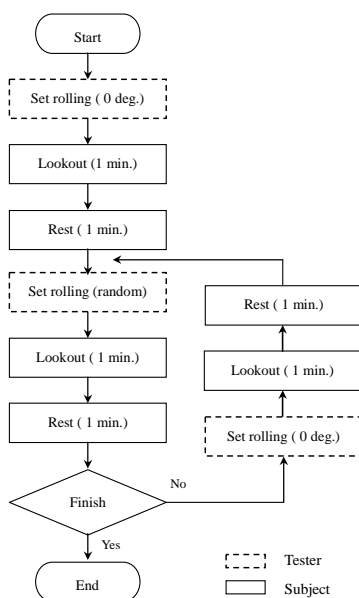 Start
Set rolling ( 0 deg.)
Lookout (1 min.)
Rest ( 1 min.)
Set rolling (random)
Lookout ( 1 min.)
Rest ( 1 min.)
Finish
No
Yes
End
Rest ( 1 min.)
Lookout ( 1 min.)
Set rolling ( 0 deg.)
Tester
Subject